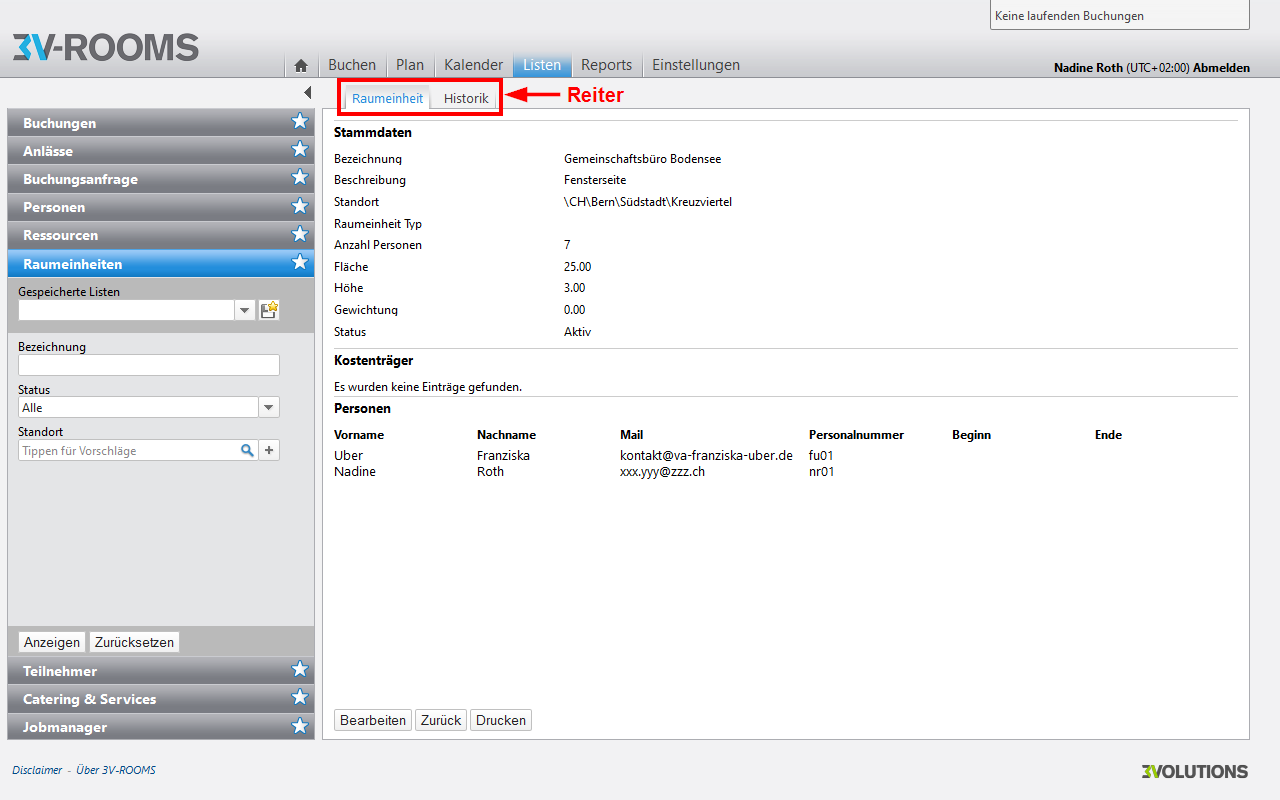 Keine laufenden Buchungen
3V-ROOMS
Buchen Plan Kalender Listen Reports Einstellungen
Nadine Roth (UTC+02:00) Abmelden
Raumeinheit Historik
Reiter
Buchungen
Anlässe
Buchungsanfrage
Personen
Ressourcen
Raumeinheiten
Gespeicherte Listen
Bezeichnung
Status
Alle
Standort
Tippen für Vorschläge
Anzeigen Zurücksetzen
Teilnehmer
Catering & Services
Jobmanager
Stammdaten
Bezeichnung Gemeinschaftsbüro Bodensee
Beschreibung Fensterseite
Standort \CH\Bern\Südstadt\Kreuzviertel
Raumeinheit Typ
Anzahl Personen 7
Fläche 25.00
Höhe 3.00
Gewichtung 0.00
Status Aktiv
Kostenträger
Es wurden keine Einträge gefunden.
Personen
Vorname Nachname Mail Personalnummer Beginn Ende
Uber Franziska kontakt@va-franziska-uber.de fu01
Nadine Roth xxx.yyy@zzz.ch nr01
Bearbeiten Zurück Drucken
Disclaimer - Über 3V-ROOMS
3VOLUTIONS